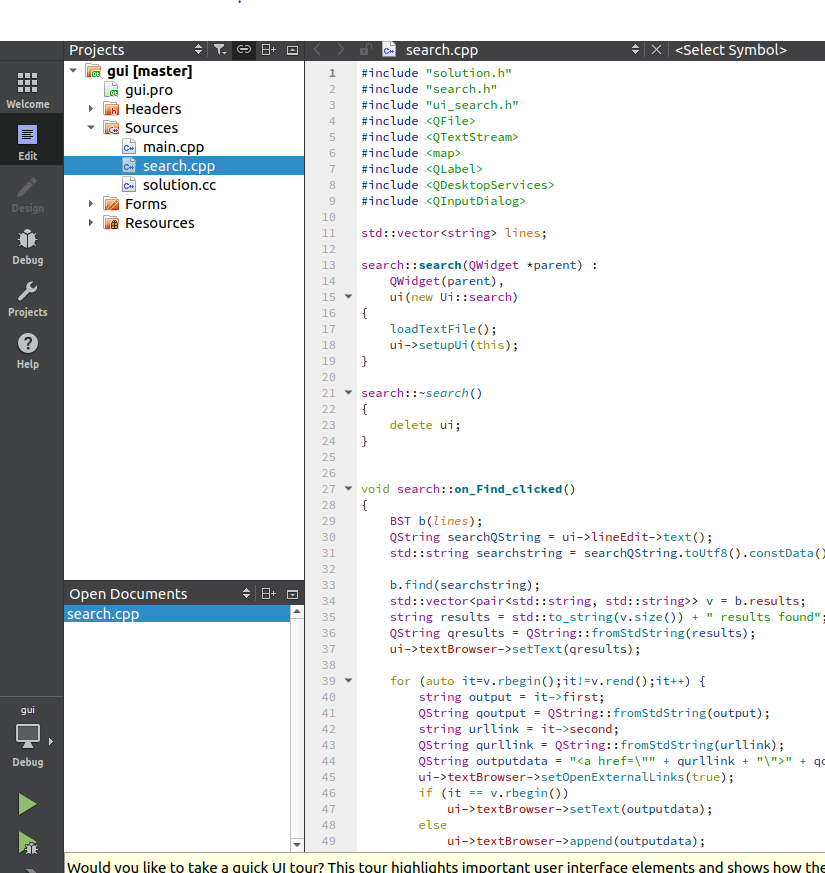 Projects
search.cpp
<Select Symbol>
Welcome
Edit
Design
Debug
Projects
Help
gui
Debug
gui [master]
gui.pro
Headers
Sources
main.cpp
search.cpp
solution.cc
Forms
Resources
Open Documents
search.cpp
1 #include "solution.h"
2 #include "search.h"
3 #include "ui_search.h"
4 #include <QFile>
5 #include <QTextStream>
6 #include <map>
7 #include <QLabel>
8 #include <QDesktopServices>
9 #include <QInputDialog>
10
11 std::vector<string> lines;
12
13 search::search(QWidget *parent) :
14     QWidget(parent),
15     ui(new Ui::search)
16 {
17     loadTextFile();
18     ui->setupUi(this);
19 }
20
21 search::~search()
22 {
23     delete ui;
24 }
25
26
27 void search::on_Find_clicked()
28 {
29     BST b(lines);
30     QString searchQString = ui->lineEdit->text();
31     std::string searchstring = searchQString.toUtf8().constData()
32
33     b.find(searchstring);
34     std::vector<pair<std::string, std::string>> v = b.results;
35     string results = std::to_string(v.size()) + " results found";
36     QString qresults = QString::fromStdString(results);
37     ui->textBrowser->setText(qresults);
38
39     for (auto it=v.rbegin();it!=v.rend();it++) {
40         string output = it->first;
41         QString qoutput = QString::fromStdString(output);
42         string urllink = it->second;
43         QString qurllink = QString::fromStdString(urllink);
44         QString outputdata = "<a href=\"" + qurllink + "\">" + qo
45         ui->textBrowser->setOpenExternalLinks(true);
46         if (it == v.rbegin())
47             ui->textBrowser->setText(outputdata);
48         else
49             ui->textBrowser->append(outputdata);
Would you like to take a quick UI tour? This tour highlights important user interface elements and shows how the